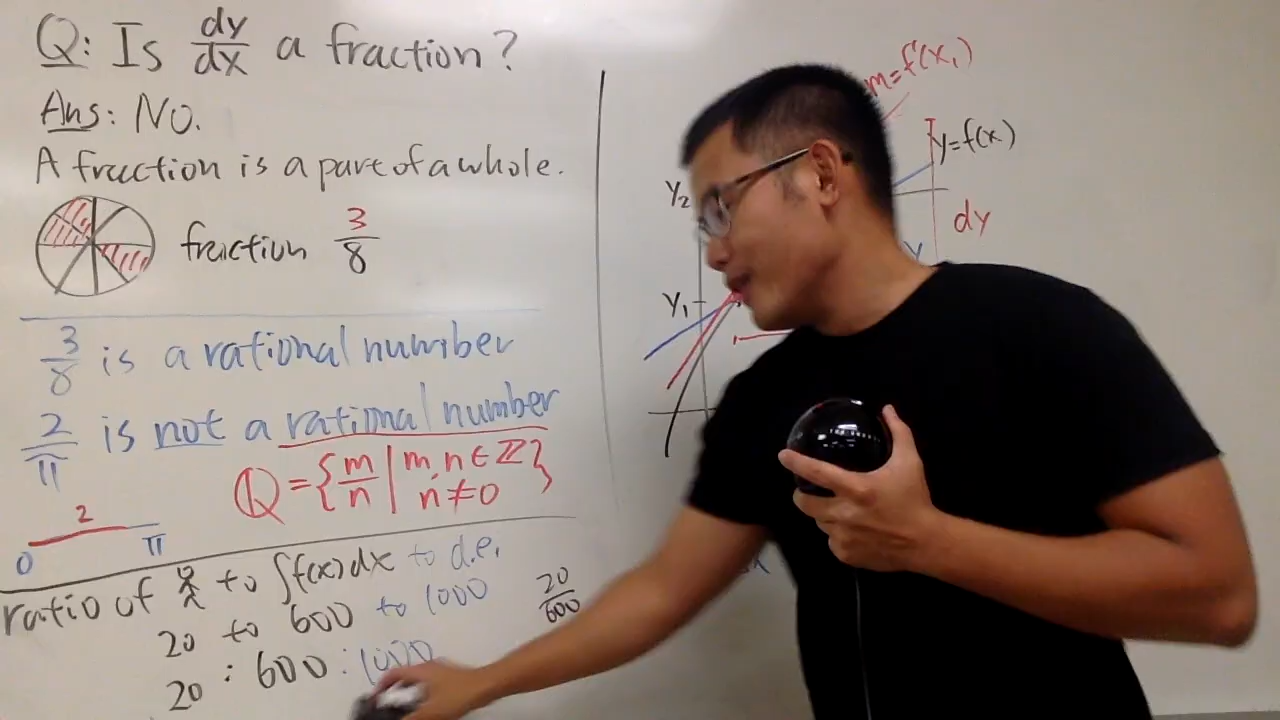 Q: Is dy/dx a fraction?
Ans: No.
A fraction is a part of a whole.
fraction 3/8
3/8 is a rational number
2/π is not a rational number
ℚ = {m/n | m, n ∈ ℤ, n ≠ 0}
2
0 π
ratio of to ∫f(x)dx to d.e.
20 to 600 to 1000
20/600
20 : 600 : 1000
m=f'(x₁)
y=f(x)
y₂
dy
y₁